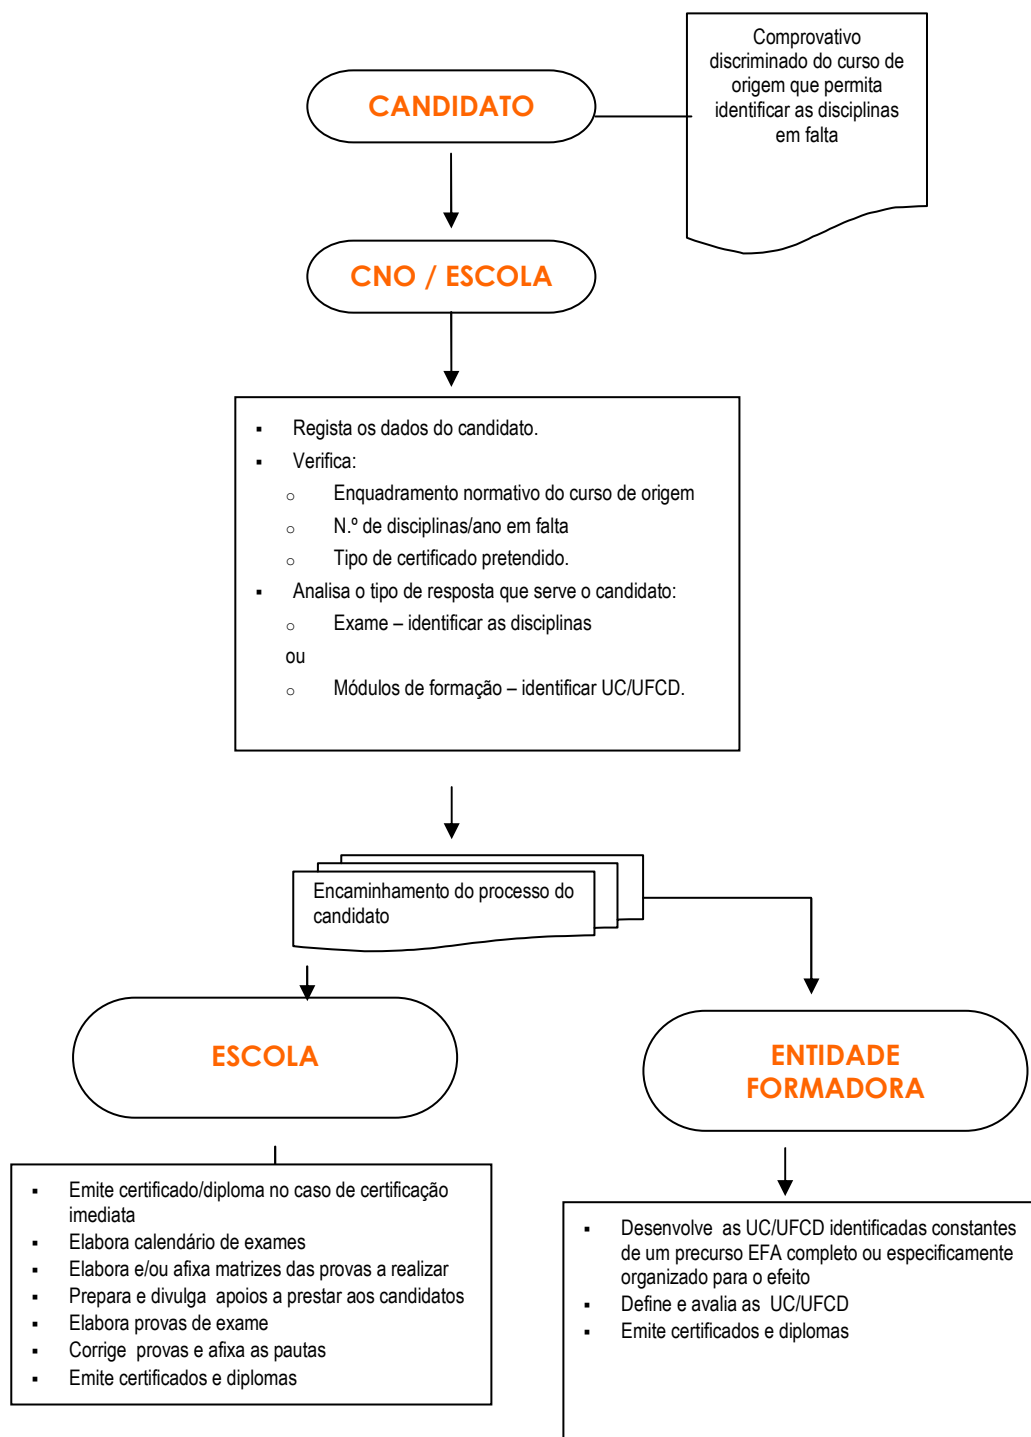 Comprovativo
discriminado do curso de
origem que permita
identificar as disciplinas
em falta
CANDIDATO
CNO / ESCOLA
▪ Regista os dados do candidato.
▪ Verifica:
o Enquadramento normativo do curso de origem
o N.º de disciplinas/ano em falta
o Tipo de certificado pretendido.
▪ Analisa o tipo de resposta que serve o candidato:
o Exame – identificar as disciplinas
ou
o Módulos de formação – identificar UC/UFCD.
Encaminhamento do processo do
candidato
ESCOLA
▪ Emite certificado/diploma no caso de certificação
imediata
▪ Elabora calendário de exames
▪ Elabora e/ou afixa matrizes das provas a realizar
▪ Prepara e divulga apoios a prestar aos candidatos
▪ Elabora provas de exame
▪ Corrige provas e afixa as pautas
▪ Emite certificados e diplomas
ENTIDADE
FORMADORA
▪ Desenvolve as UC/UFCD identificadas constantes
de um precurso EFA completo ou especificamente
organizado para o efeito
▪ Define e avalia as UC/UFCD
▪ Emite certificados e diplomas